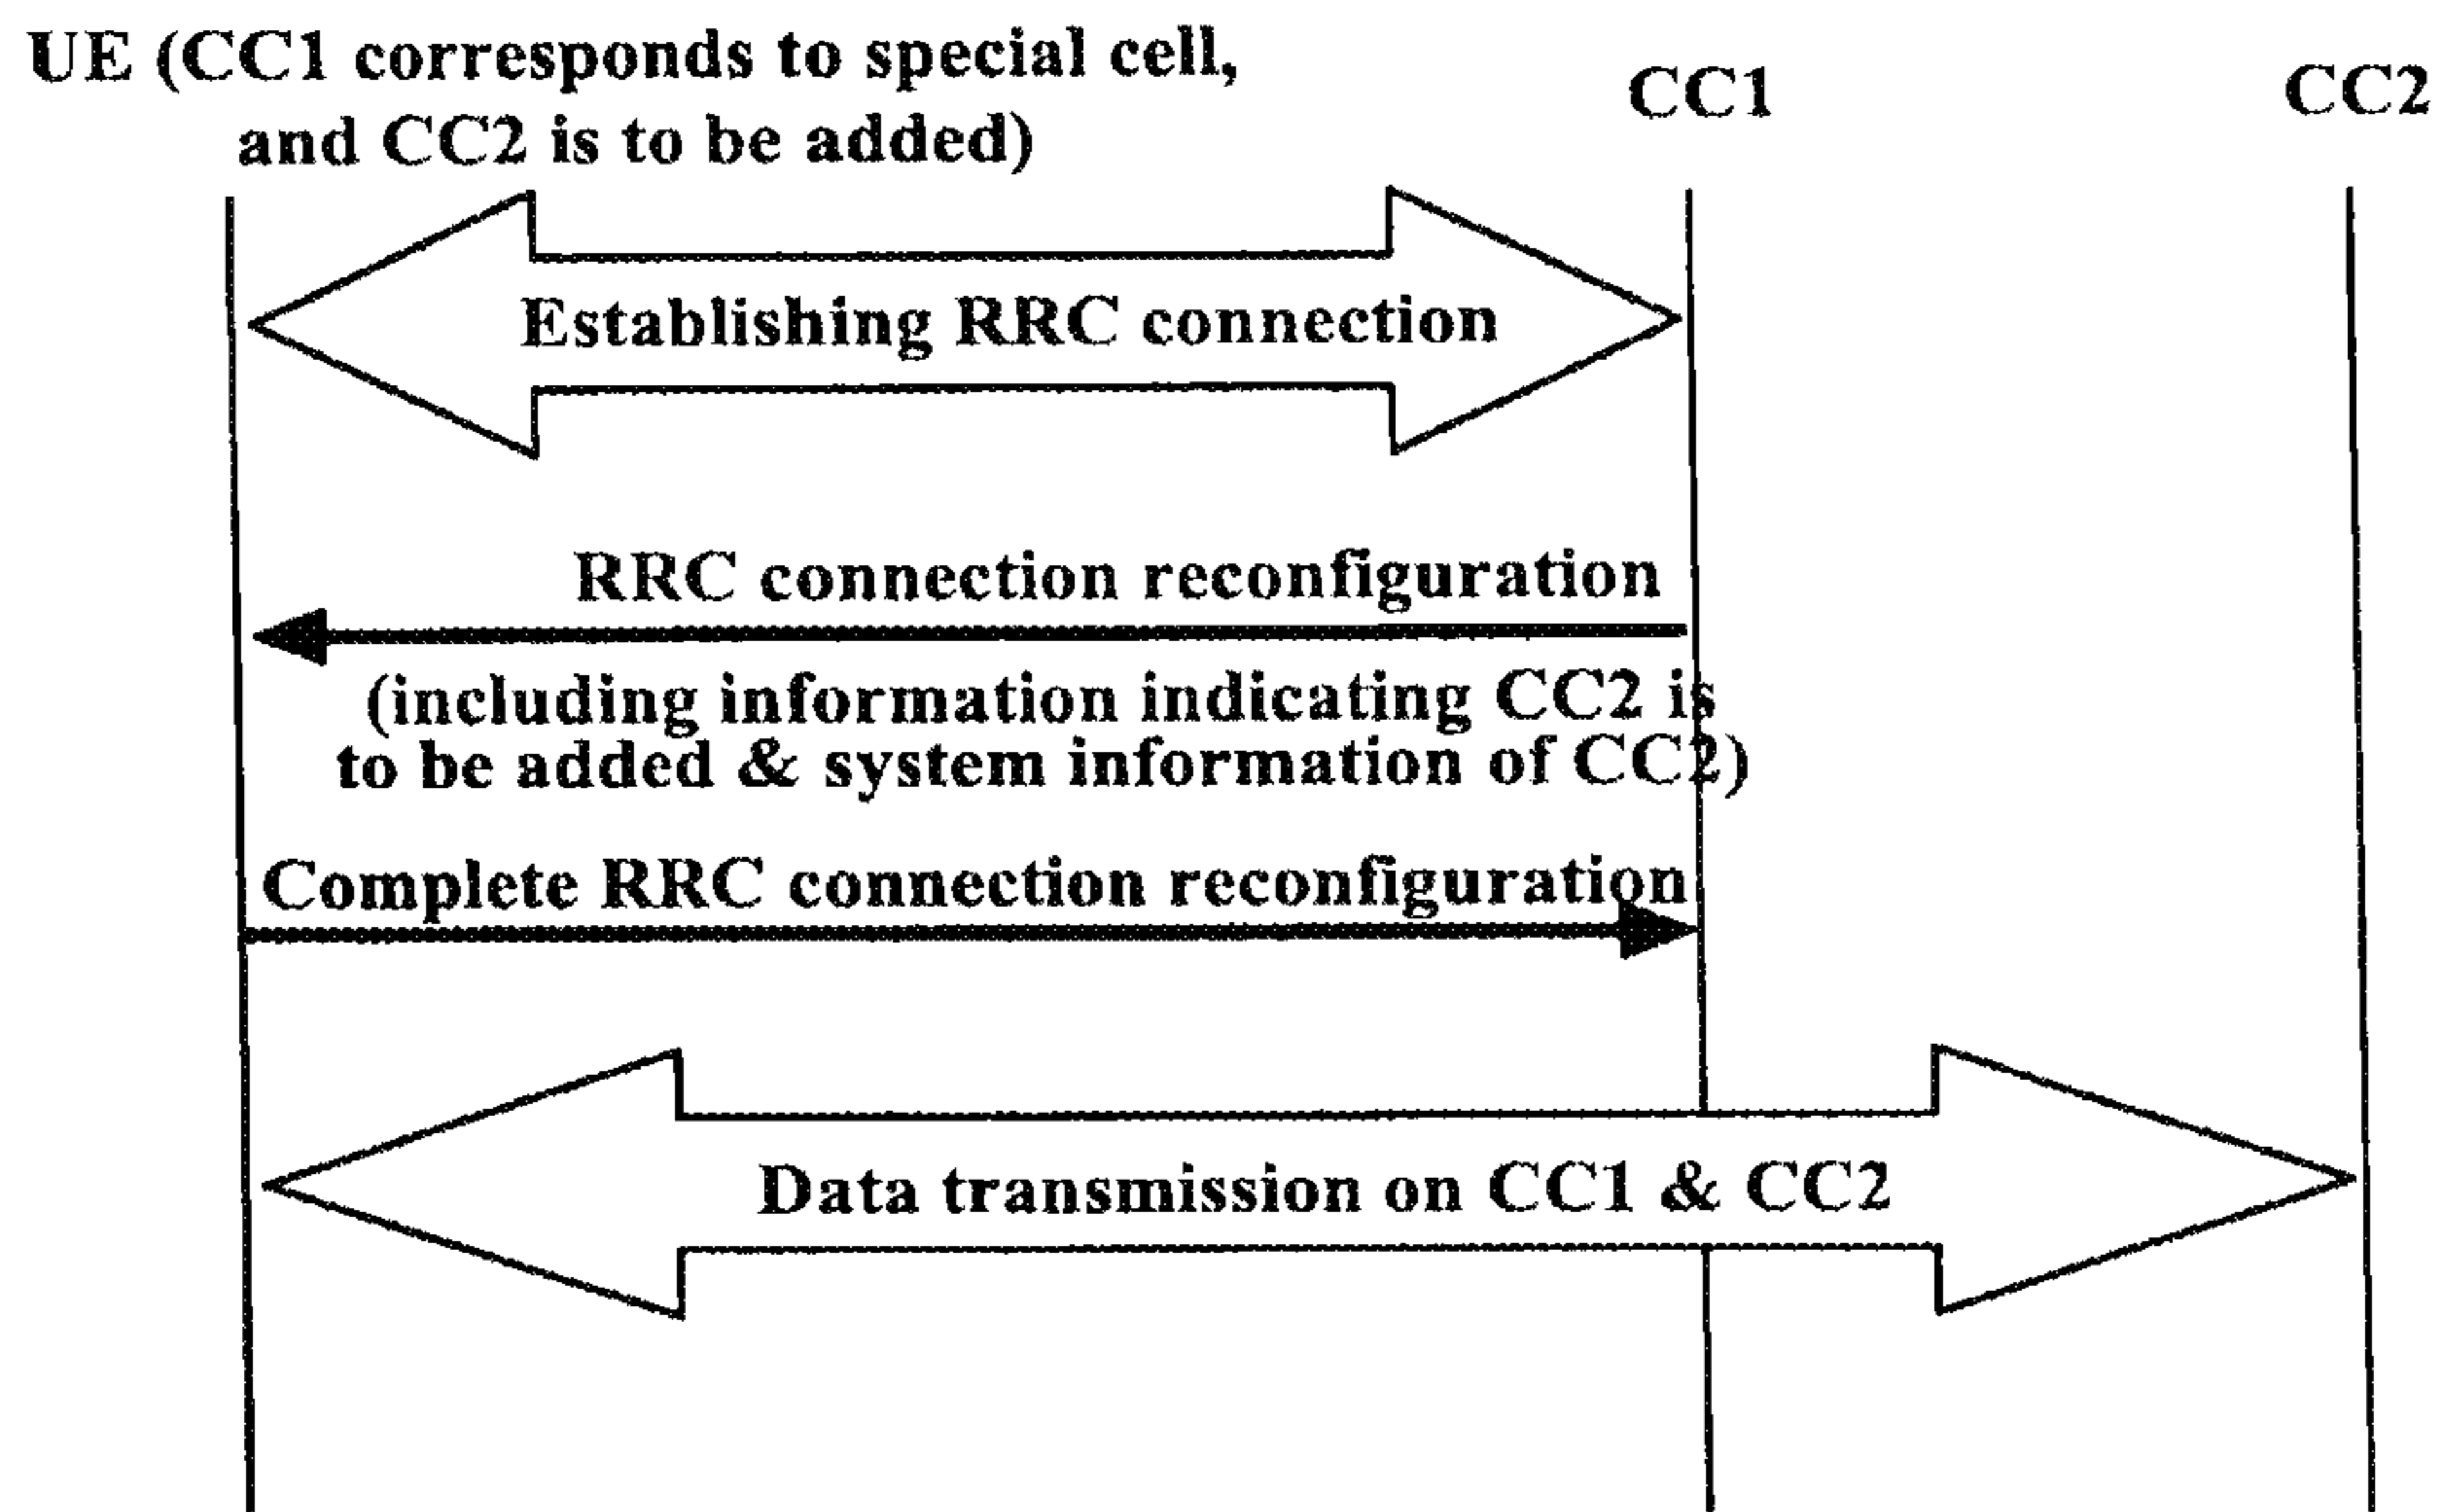 UE (CC1 corresponds to special cell,
and CC2 is to be added)
CC1
CC2
Establishing RRC connection
RRC connection reconfiguration
(including information indicating CC2 is
to be added & system information of CC2)
Complete RRC connection reconfiguration
Data transmission on CC1 & CC2